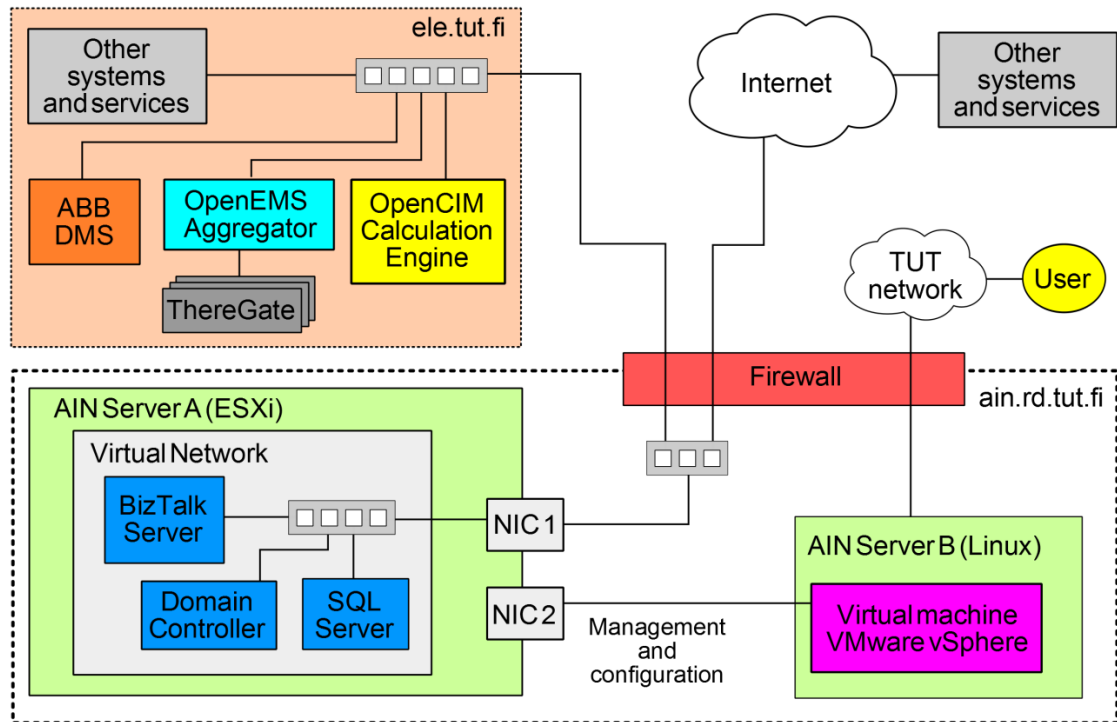 ele.tut.fi
Other
systems
and services
ABB
DMS
OpenEMS
Aggregator
ThereGate
OpenCIM
Calculation
Engine
Internet
Other
systems
and services
TUT
network
User
Firewall
ain.rd.tut.fi
AIN Server A (ESXi)
Virtual Network
BizTalk
Server
Domain
Controller
SQL
Server
NIC 1
NIC 2
Management
and
configuration
AIN Server B (Linux)
Virtual machine
VMware vSphere